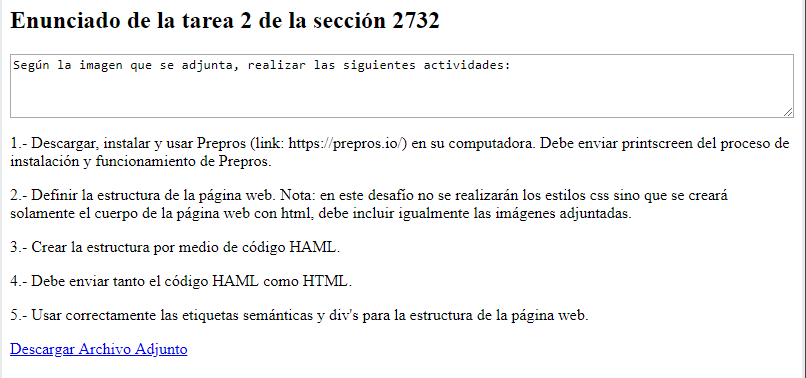 Enunciado de la tarea 2 de la sección 2732
Según la imagen que se adjunta, realizar las siguientes actividades:
1.- Descargar, instalar y usar Prepros (link: https://prepros.io/) en su computadora. Debe enviar printscreen del proceso de
instalación y funcionamiento de Prepros.
2.- Definir la estructura de la página web. Nota: en este desafío no se realizarán los estilos css sino que se creará
solamente el cuerpo de la página web con html, debe incluir igualmente las imágenes adjuntadas.
3.- Crear la estructura por medio de código HAML.
4.- Debe enviar tanto el código HAML como HTML.
5.- Usar correctamente las etiquetas semánticas y div's para la estructura de la página web.
Descargar Archivo Adjunto